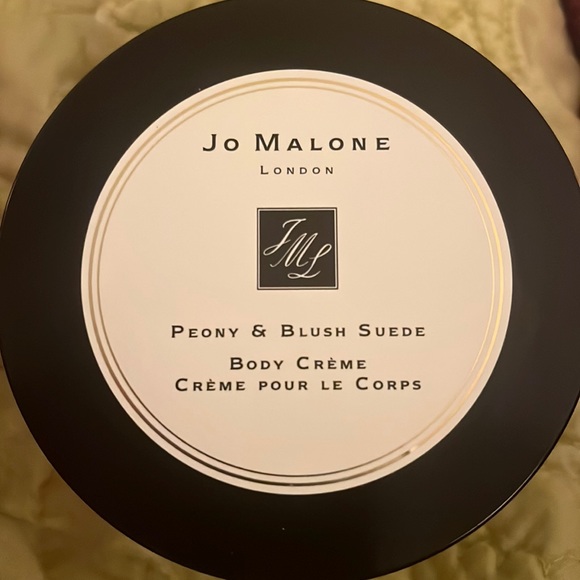 Jo Malone
London
JML
Peony & Blush Suede
Body Crème
Crème pour le Corps